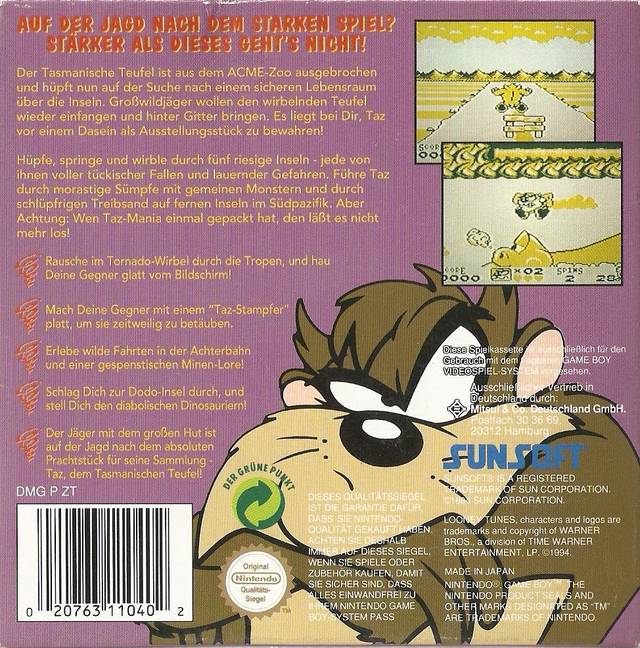 AUF DER JAGD NACH DEM STARKEN SPIEL?
STÄRKER ALS DIESES GEHT'S NICHT!
Der Tasmanische Teufel ist aus dem ACME-Zoo ausgebrochen
und hüpft nun auf der Suche nach einem sicheren Lebensraum
über die Inseln. Großwildjäger wollen den wirbelnden Teufel
wieder einfangen und hinter Gitter bringen. Es liegt bei Dir, Taz
vor einem Dasein als Ausstellungsstück zu bewahren!
Hüpfe, springe und wirble durch fünf riesige Inseln - jede von
ihnen voller tückischer Fallen und lauernder Gefahren. Führe Taz
durch morastige Sümpfe mit gemeinen Monstern und durch
schlüpfrigen Treibsand auf fernen Inseln im Südpazifik. Aber
Achtung: Wen Taz-Mania einmal gepackt hat, den läßt es nicht
mehr los!
Rausche im Tornado-Wirbel durch die Tropen, und hau
Deine Gegner glatt vom Bildschirm!
Mach Deine Gegner mit einem "Taz-Stampfer"
platt, um sie zeitweilig zu betäuben.
Erlebe wilde Fahrten in der Achterbahn
und einer gespenstischen Minen-Lore!
Schlag Dich zur Dodo-Insel durch, und
stell Dich den diabolischen Dinosauriern!
Der Jäger mit dem großen Hut ist
auf der Jagd nach dem absoluten
Prachtstück für seine Sammlung -
Taz, dem Tasmanischen Teufel!
DMG P ZT
0 20763 11040 2
DER GRÜNE PUNKT
Original
Nintendo
Qualitäts-
Siegel
DIESES QUALITÄTSSIEGEL
IST DIE GARANTIE DAFÜR,
DASS SIE NINTENDO-
QUALITÄT GEKAUFT HABEN.
ACHTEN SIE DESHALB
IMMER AUF DIESES SIEGEL,
WENN SIE SPIELE ODER
ZUBEHÖR KAUFEN, DAMIT
SIE SICHER SIND, DASS
ALLES EINWANDFREI ZU
IHREM NINTENDO GAME
BOY-SYSTEM PASS
X02 SPINS
2 28
Diese Spielkassette ausschließlich für den
Gebrauch mit dem GAME BOY
VIDEOSPIEL-SYSTEM vorgesehen.
Ausschließlicher Vertrieb in
Deutschland durch:
Mitsui & Co. Deutschland GmbH.
Postfach 30 36 69
20312 Hamburg
SUNSOFT
SUNSOFT® IS A REGISTERED
TRADEMARK OF SUN CORPORATION.
SUN CORPORATION.
LOONEY TUNES, characters and logos are
trademarks and copyright of WARNER
BROS., a division of TIME WARNER
ENTERTAINMENT, LP. ©1994.
MADE IN JAPAN
NINTENDO®, GAME BOY™, THE
NINTENDO PRODUCT SEALS AND
OTHER MARKS DESIGNATED AS "TM"
ARE TRADEMARKS OF NINTENDO.